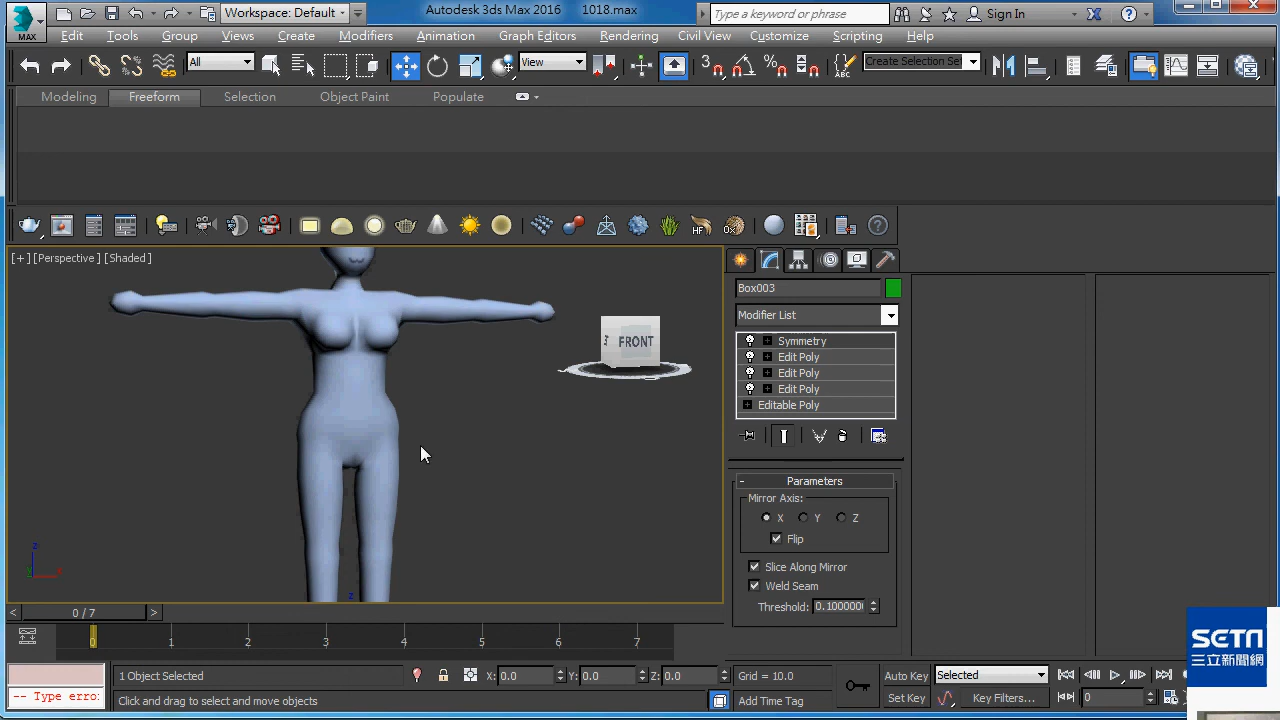 Workspace: Default
Autodesk 3ds Max 2016
1018.max
Type a keyword or phrase
Sign In
MAX
Edit
Tools
Group
Views
Create
Modifiers
Animation
Graph Editors
Rendering
Civil View
Customize
Scripting
Help
All
View
3
Create Selection Set
Modeling
Freeform
Selection
Object Paint
Populate
HF
[+] [Perspective] [Shaded]
Box003
FRONT
Modifier List
Symmetry
Edit Poly
Edit Poly
Edit Poly
Editable Poly
Parameters
Mirror Axis:
X
Y
Z
Flip
Slice Along Mirror
Weld Seam
Threshold: 0.100000
z
x
z
< 0 / 7 >
0
1
2
3
4
5
6
7
SETN
三立新聞網
1 Object Selected
X: 0.0
Y: 0.0
Z: 0.0
Grid = 10.0
Auto Key
Selected
-- Type erro:
Click and drag to select and move objects
Add Time Tag
Set Key
Key Filters...
0